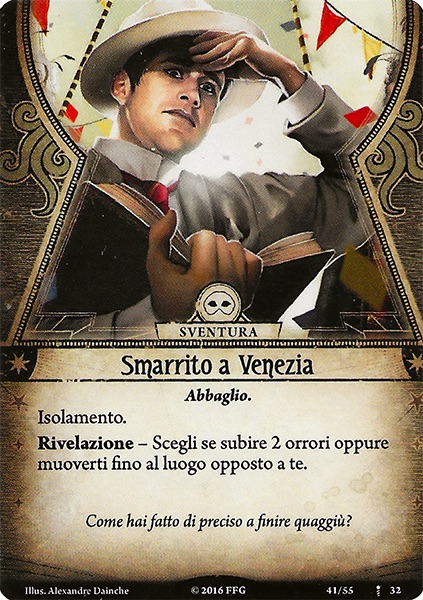 SVENTURA
Smarrito a Venezia
Abbaglio.
Isolamento.
Rivelazione – Scegli se subire 2 orrori oppure
muoverti fino al luogo opposto a te.
Come hai fatto di preciso a finire quaggiù?
Illus. Alexandre Dainche © 2016 FFG 41/55 32